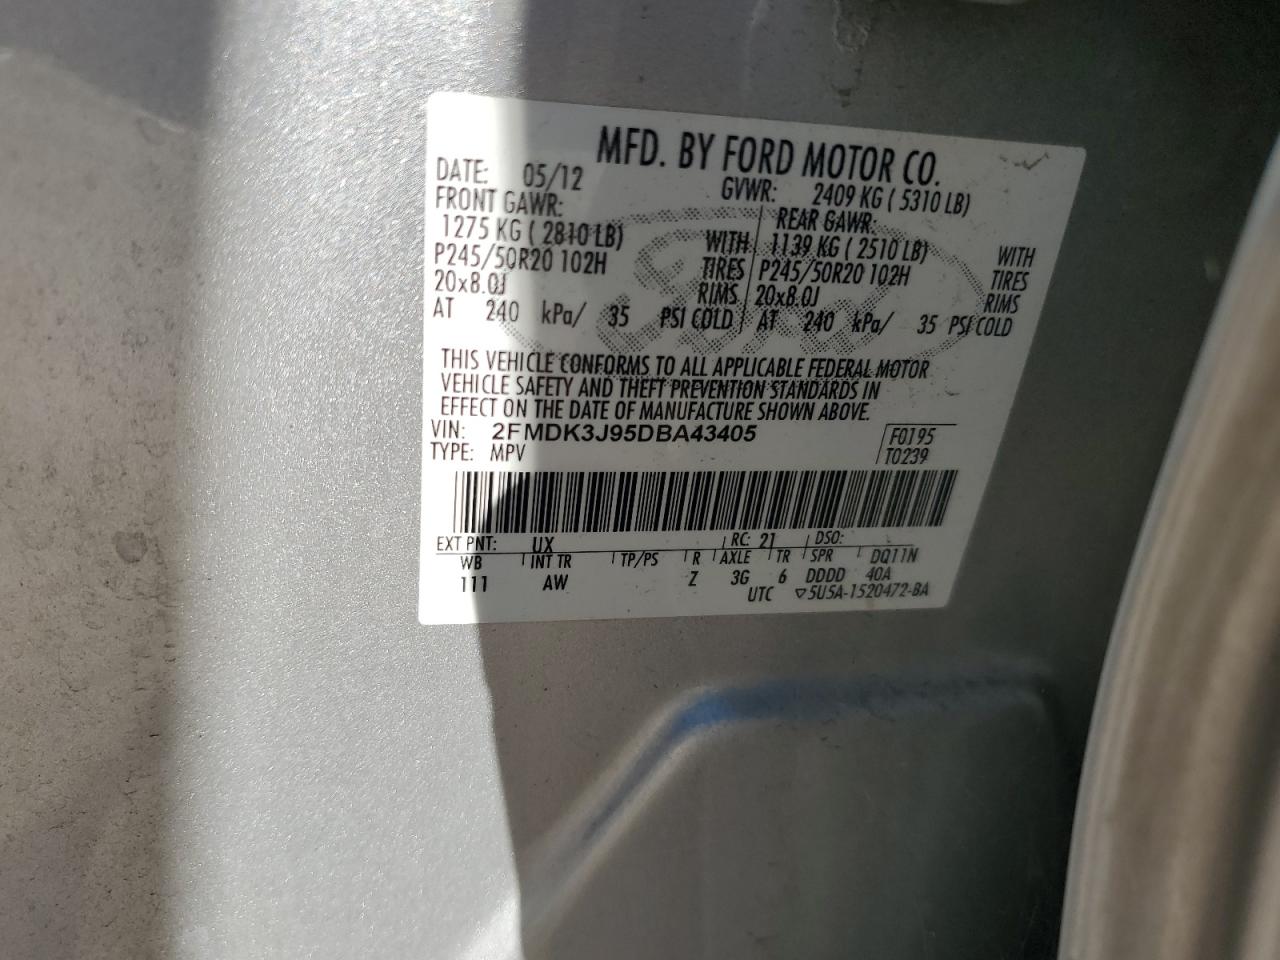 MFD. BY FORD MOTOR CO.
DATE: 05/12 GVWR: 2409 KG ( 5310 LB)
FRONT GAWR: REAR GAWR:
1275 KG ( 2810 LB) WITH 1139 KG ( 2510 LB) WITH
P245/50R20 102H TIRES P245/50R20 102H TIRES
20x8.0J RIMS 20x8.0J RIMS
AT 240 kPa/ 35 PSI COLD AT 240 kPa/ 35 PSI COLD
Ford
THIS VEHICLE CONFORMS TO ALL APPLICABLE FEDERAL MOTOR
VEHICLE SAFETY AND THEFT PREVENTION STANDARDS IN
EFFECT ON THE DATE OF MANUFACTURE SHOWN ABOVE.
VIN: 2FMDK3J95DBA43405 F0195
TYPE: MPV T0239
EXT PNT: UX RC: 21 DSO:
WB INT TR TP/PS R AXLE TR SPR DQ11N
111 AW Z 3G 6 DDDD 40A
UTC ▽5U5A-1520472-BA